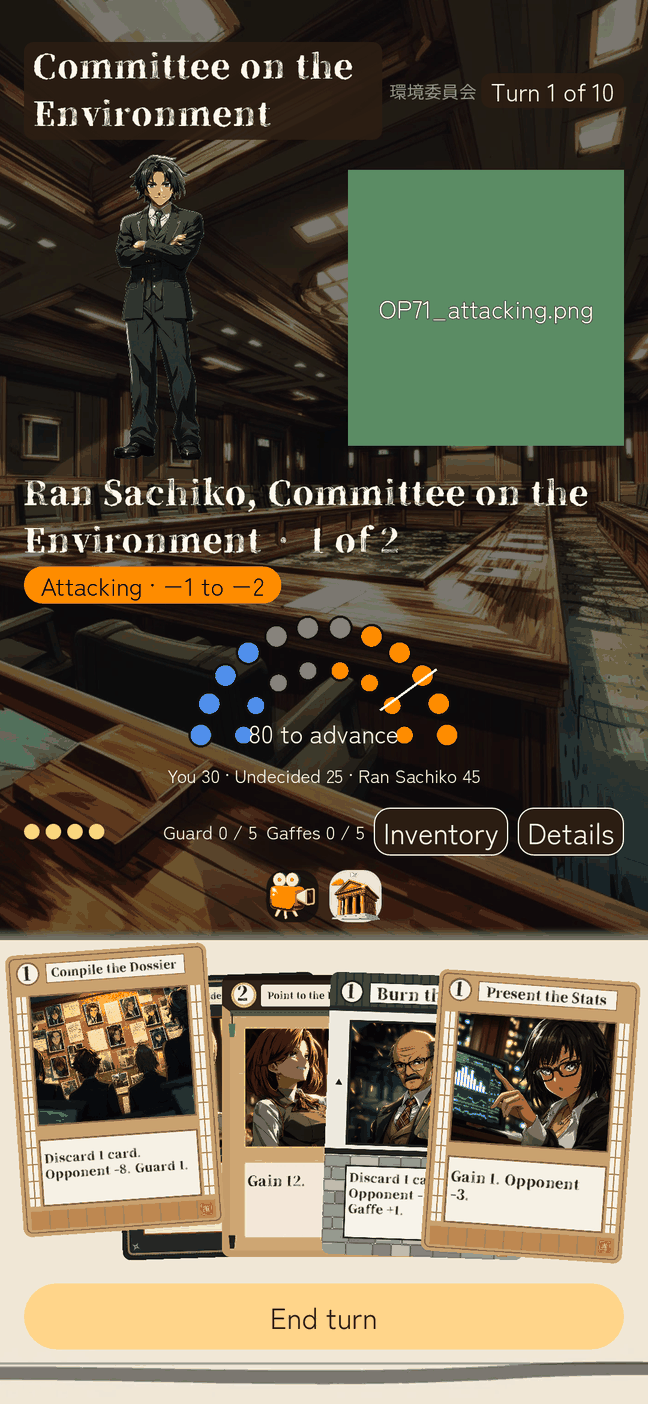 Committee on the
Environment
環境委員会
Turn 1 of 10
OP71_attacking.png
Ran Sachiko, Committee on the
Environment · 1 of 2
Attacking · −1 to −2
80 to advance
You 30 · Undecided 25 · Ran Sachiko 45
Guard 0 / 5 Gaffes 0 / 5
Inventory
Details
1 Compile the Dossier
Discard 1 card.
Opponent -8. Guard 1.
2 Point to the
Gain 12.
1 Burn
Discard 1
Opponent
Gaffe +1.
1 Present the Stats
Gain 1. Opponent
-3.
End turn